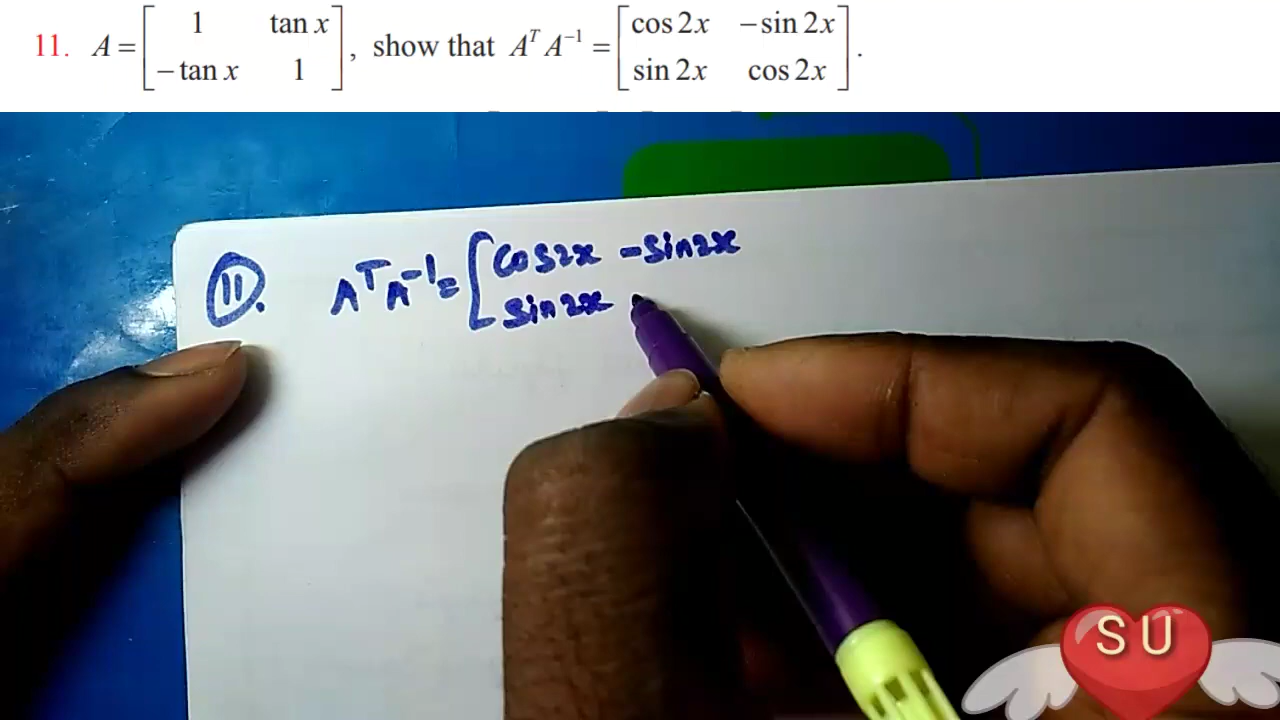 11. A = [ 1 tan x
-tan x 1 ], show that A^T A^-1 = [ cos 2x -sin 2x
sin 2x cos 2x ].
11. A^T A^-1 = [ cos2x -sin2x
sin2x
SU